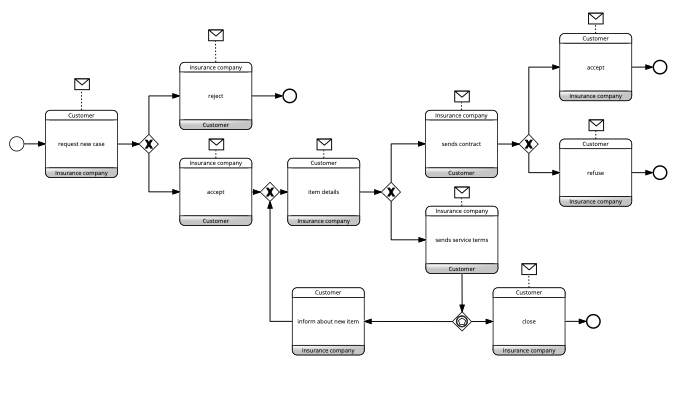 Customer
request new case
Insurance company
Insurance company
reject
Customer
Insurance company
accept
Customer
Customer
item details
Insurance company
Insurance company
sends contract
Customer
Customer
accept
Insurance company
Customer
refuse
Insurance company
Insurance company
sends service terms
Customer
Customer
inform about new item
Insurance company
Customer
close
Insurance company